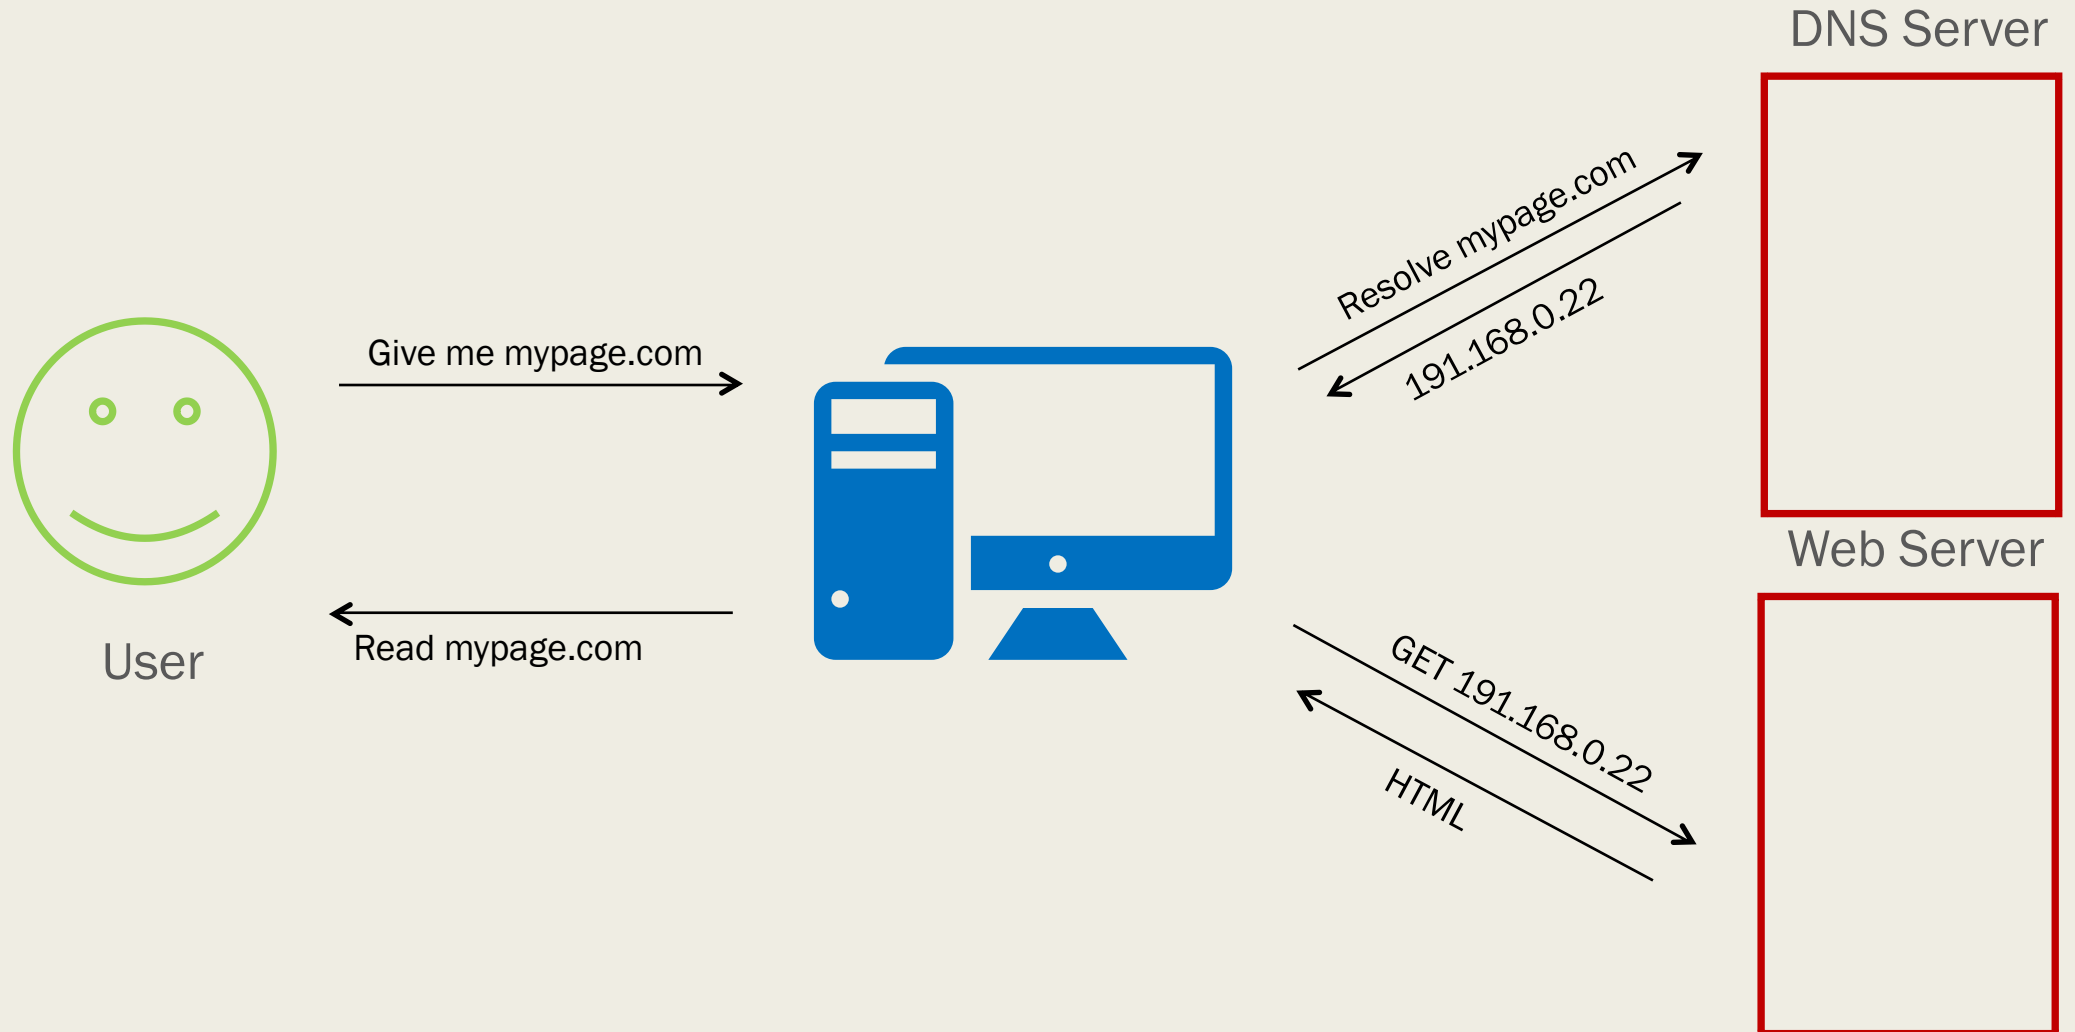 DNS Server
Resolve mypage.com
191.168.0.22
Give me mypage.com
Read mypage.com
User
Web Server
GET 191.168.0.22
HTML